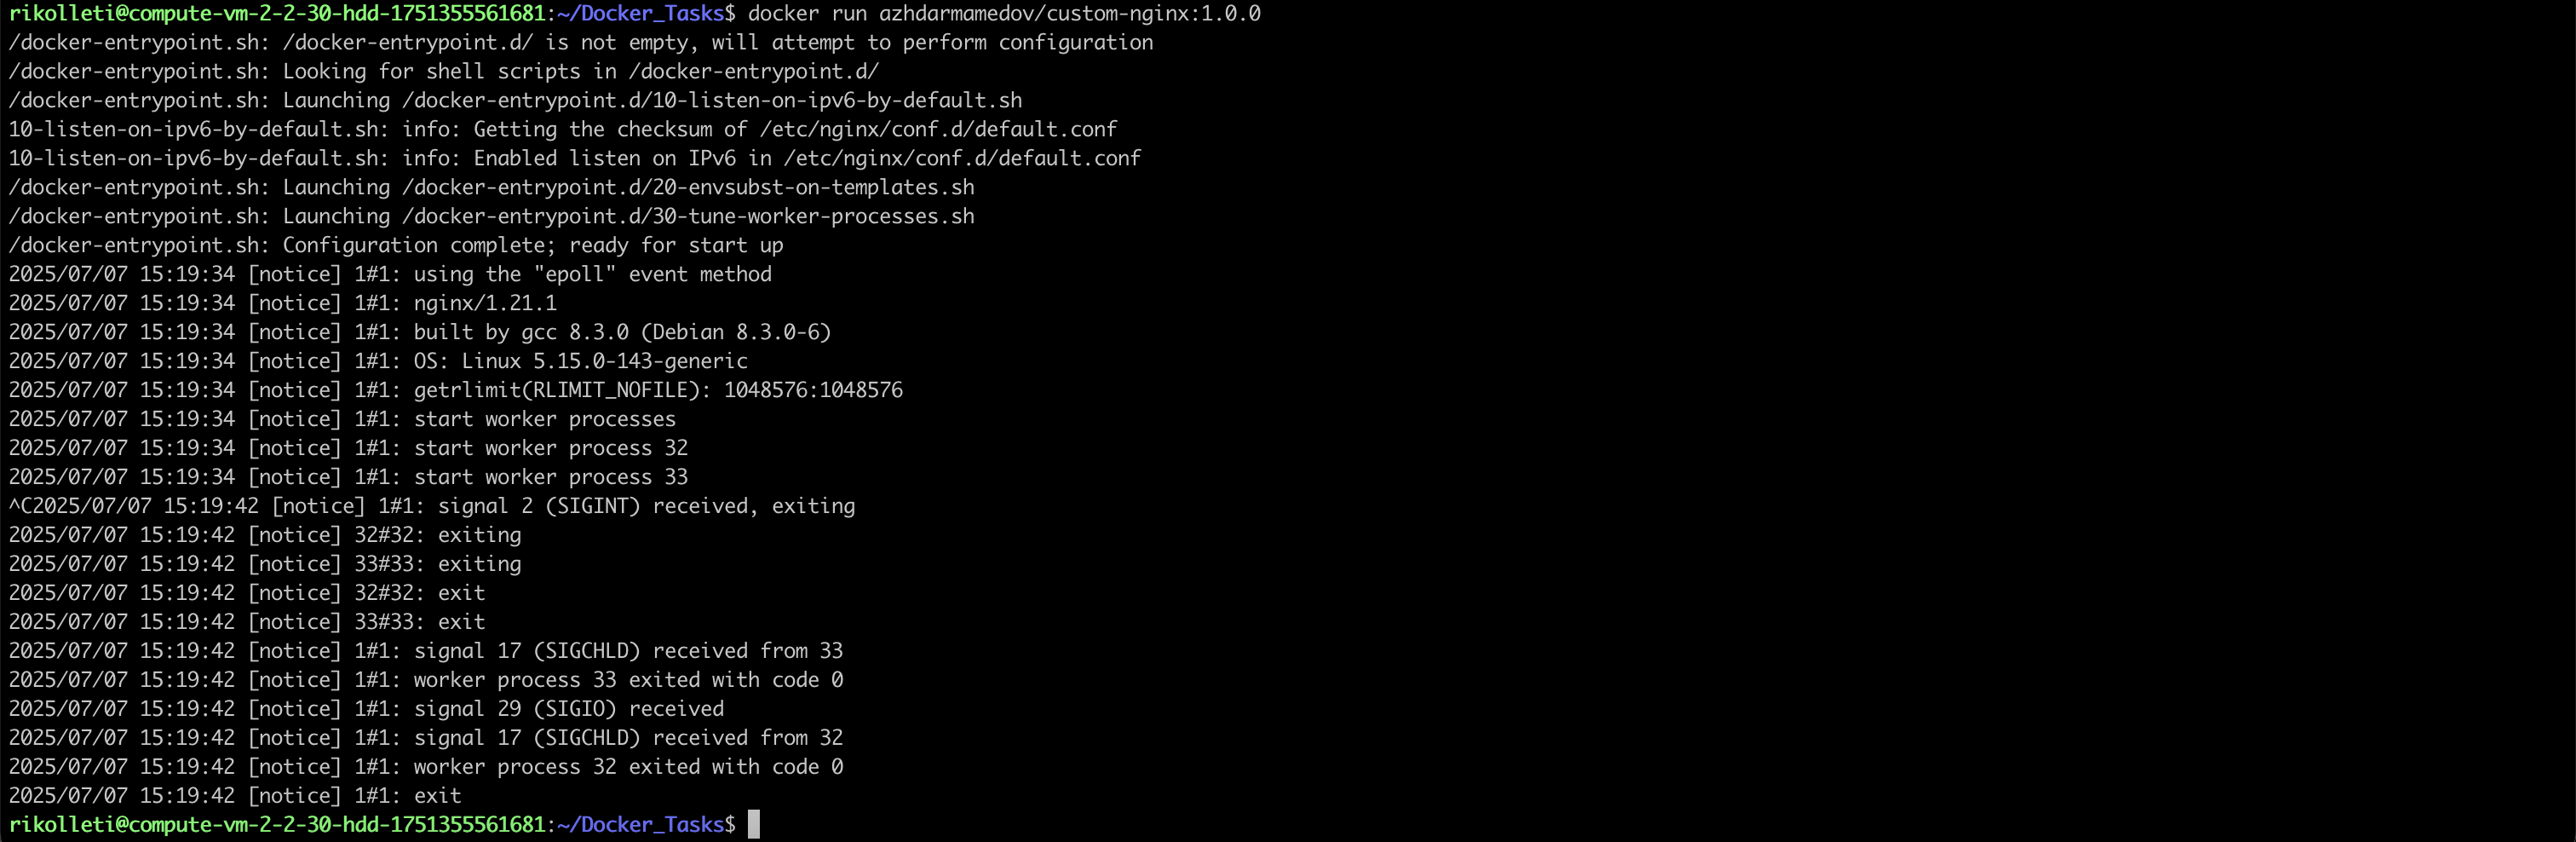 rikolleti@compute-vm-2-2-30-hdd-1751355561681:~/Docker_Tasks$ docker run azhdarmamedov/custom-nginx:1.0.0
/docker-entrypoint.sh: /docker-entrypoint.d/ is not empty, will attempt to perform configuration
/docker-entrypoint.sh: Looking for shell scripts in /docker-entrypoint.d/
/docker-entrypoint.sh: Launching /docker-entrypoint.d/10-listen-on-ipv6-by-default.sh
10-listen-on-ipv6-by-default.sh: info: Getting the checksum of /etc/nginx/conf.d/default.conf
10-listen-on-ipv6-by-default.sh: info: Enabled listen on IPv6 in /etc/nginx/conf.d/default.conf
/docker-entrypoint.sh: Launching /docker-entrypoint.d/20-envsubst-on-templates.sh
/docker-entrypoint.sh: Launching /docker-entrypoint.d/30-tune-worker-processes.sh
/docker-entrypoint.sh: Configuration complete; ready for start up
2025/07/07 15:19:34 [notice] 1#1: using the "epoll" event method
2025/07/07 15:19:34 [notice] 1#1: nginx/1.21.1
2025/07/07 15:19:34 [notice] 1#1: built by gcc 8.3.0 (Debian 8.3.0-6)
2025/07/07 15:19:34 [notice] 1#1: OS: Linux 5.15.0-143-generic
2025/07/07 15:19:34 [notice] 1#1: getrlimit(RLIMIT_NOFILE): 1048576:1048576
2025/07/07 15:19:34 [notice] 1#1: start worker processes
2025/07/07 15:19:34 [notice] 1#1: start worker process 32
2025/07/07 15:19:34 [notice] 1#1: start worker process 33
^C2025/07/07 15:19:42 [notice] 1#1: signal 2 (SIGINT) received, exiting
2025/07/07 15:19:42 [notice] 32#32: exiting
2025/07/07 15:19:42 [notice] 33#33: exiting
2025/07/07 15:19:42 [notice] 32#32: exit
2025/07/07 15:19:42 [notice] 33#33: exit
2025/07/07 15:19:42 [notice] 1#1: signal 17 (SIGCHLD) received from 33
2025/07/07 15:19:42 [notice] 1#1: worker process 33 exited with code 0
2025/07/07 15:19:42 [notice] 1#1: signal 29 (SIGIO) received
2025/07/07 15:19:42 [notice] 1#1: signal 17 (SIGCHLD) received from 32
2025/07/07 15:19:42 [notice] 1#1: worker process 32 exited with code 0
2025/07/07 15:19:42 [notice] 1#1: exit
rikolleti@compute-vm-2-2-30-hdd-1751355561681:~/Docker_Tasks$